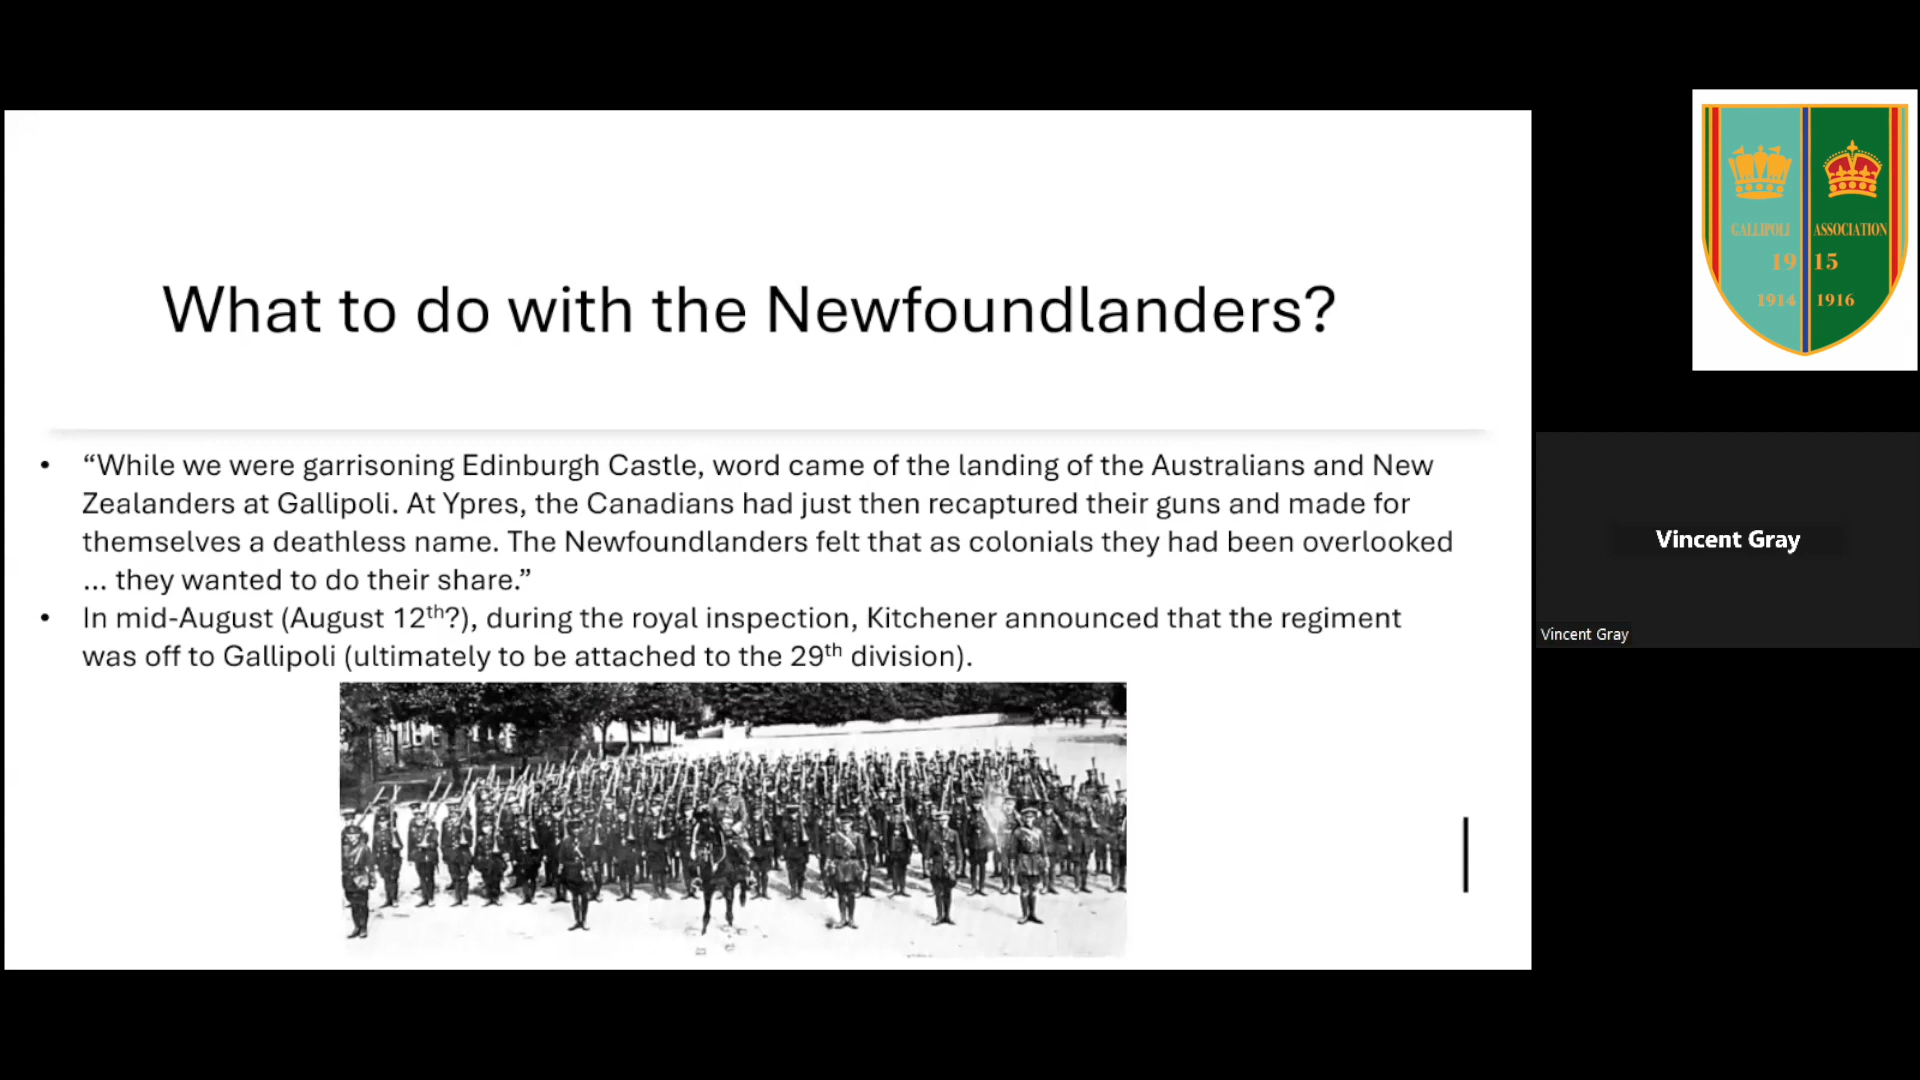 What to do with the Newfoundlanders?
• “While we were garrisoning Edinburgh Castle, word came of the landing of the Australians and New
Zealanders at Gallipoli. At Ypres, the Canadians had just then recaptured their guns and made for
themselves a deathless name. The Newfoundlanders felt that as colonials they had been overlooked
... they wanted to do their share.”
• In mid-August (August 12th?), during the royal inspection, Kitchener announced that the regiment
was off to Gallipoli (ultimately to be attached to the 29th division).
GALLIPOLI ASSOCIATION
19 15
1914 1916
Vincent Gray
Vincent Gray